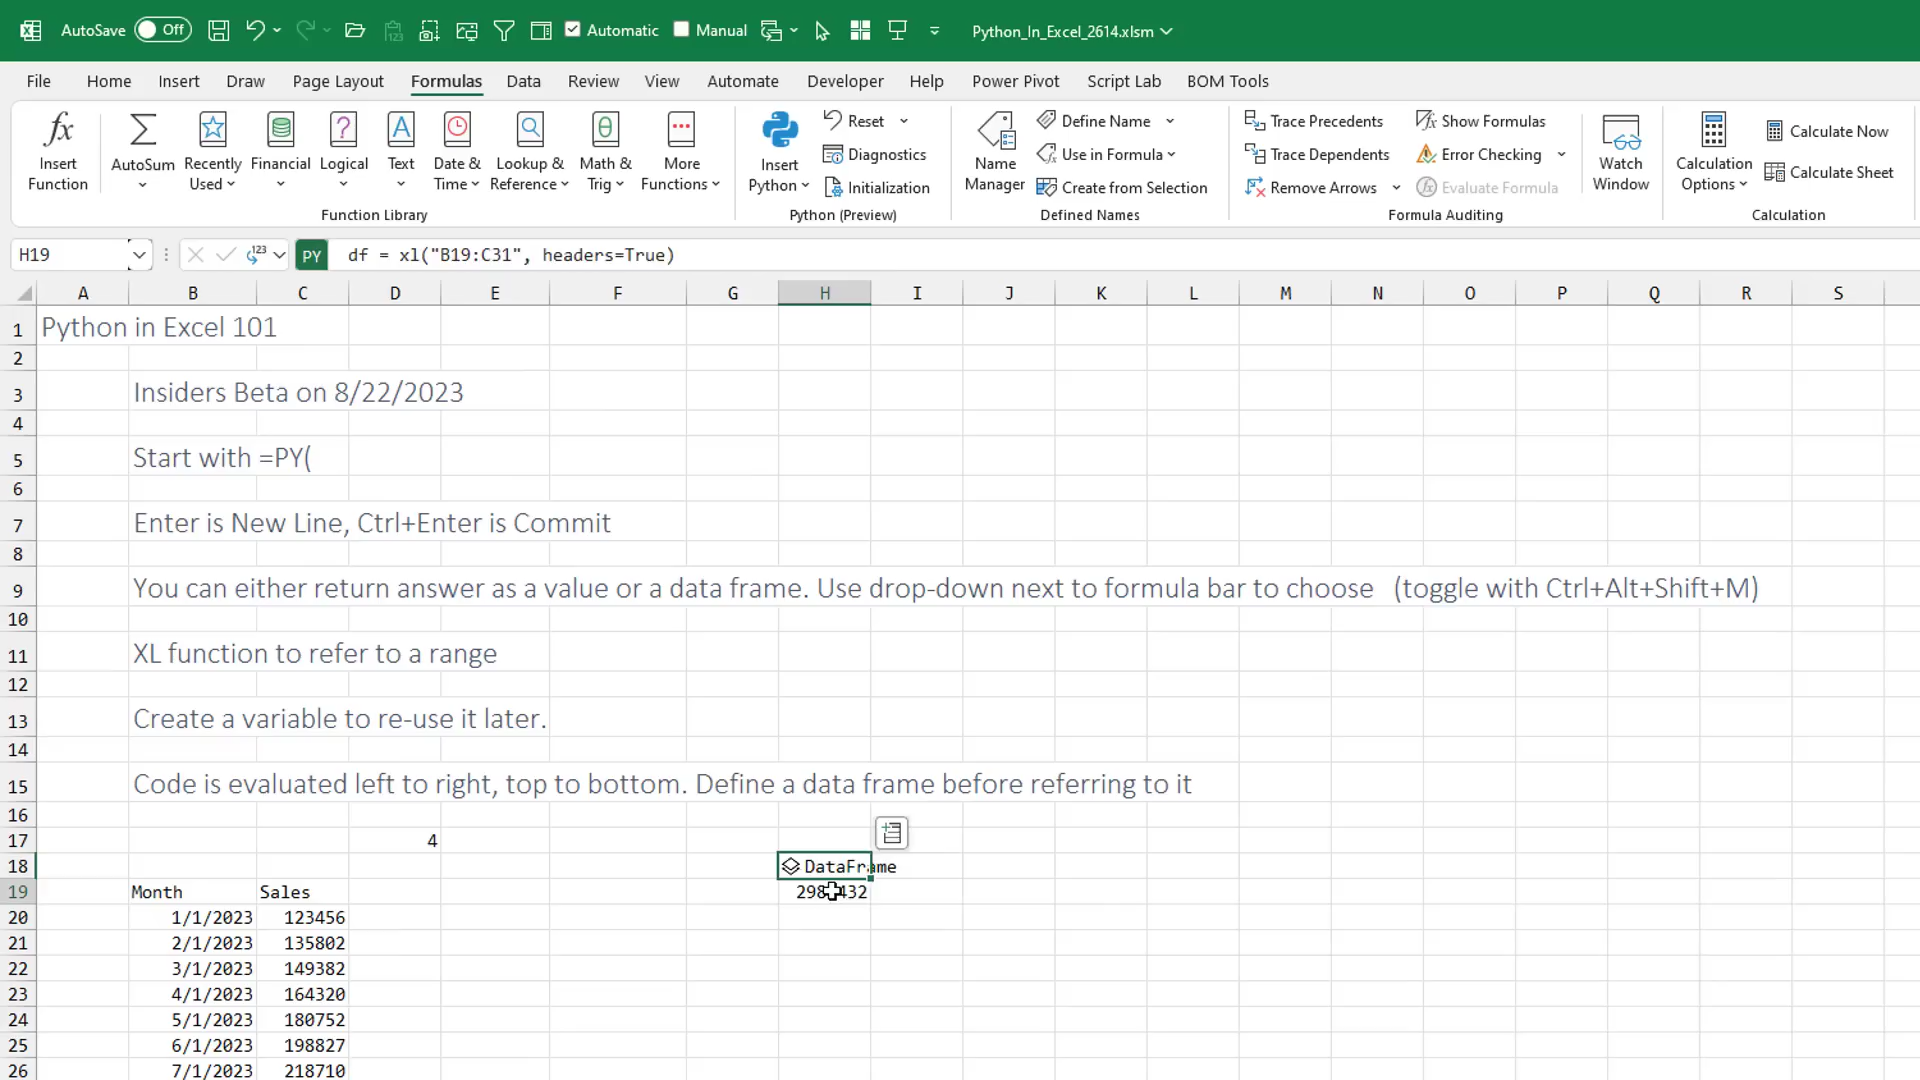 AutoSave Off Automatic Manual Python_In_Excel_2614.xlsm
File Home Insert Draw Page Layout Formulas Data Review View Automate Developer Help Power Pivot Script Lab BOM Tools
Insert Function
AutoSum
Recently Used
Financial
Logical
Text
Date & Time
Lookup & Reference
Math & Trig
More Functions
Function Library
Insert Python
Reset
Diagnostics
Initialization
Python (Preview)
Name Manager
Define Name
Use in Formula
Create from Selection
Defined Names
Trace Precedents
Trace Dependents
Remove Arrows
Show Formulas
Error Checking
Evaluate Formula
Formula Auditing
Watch Window
Calculation Options
Calculate Now
Calculate Sheet
Calculation
H19 123 PY df = xl("B19:C31", headers=True)
A B C D E F G H I J K L M N O P Q R S
1 Python in Excel 101
2
3 Insiders Beta on 8/22/2023
4
5 Start with =PY(
6
7 Enter is New Line, Ctrl+Enter is Commit
8
9 You can either return answer as a value or a data frame. Use drop-down next to formula bar to choose (toggle with Ctrl+Alt+Shift+M)
10
11 XL function to refer to a range
12
13 Create a variable to re-use it later.
14
15 Code is evaluated left to right, top to bottom. Define a data frame before referring to it
16
17 4
18 DataFrame
19 Month Sales
20 1/1/2023 123456
21 2/1/2023 135802
22 3/1/2023 149382
23 4/1/2023 164320
24 5/1/2023 180752
25 6/1/2023 198827
26 7/1/2023 218710